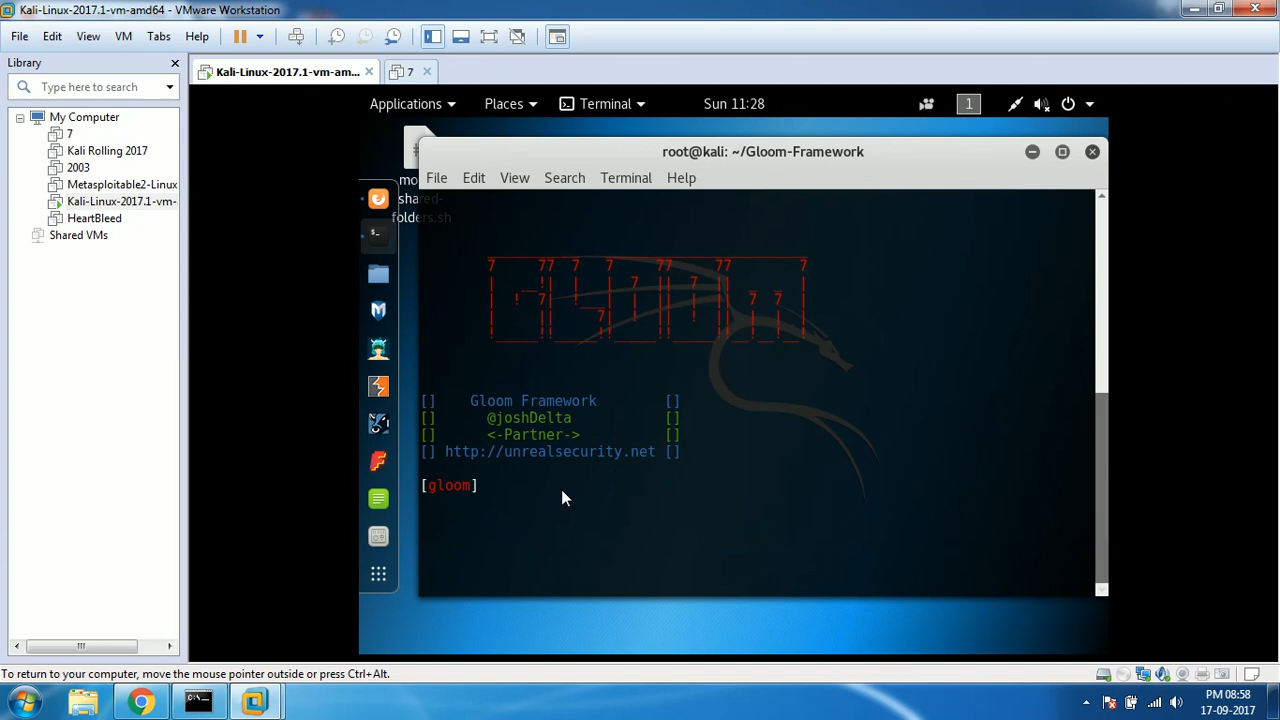 Kali-Linux-2017.1-vm-amd64 - VMware Workstation
File Edit View VM Tabs Help
Library
Type here to search
My Computer
7
Kali Rolling 2017
2003
Metasploitable2-Linux
Kali-Linux-2017.1-vm-
HeartBleed
Shared VMs
Kali-Linux-2017.1-vm-am...
7
Applications Places Terminal Sun 11:28 1
mo
shared-
folders.sh
root@kali: ~/Gloom-Framework
File Edit View Search Terminal Help
[] Gloom Framework []
[] @joshDelta []
[] <-Partner-> []
[] http://unrealsecurity.net []
[gloom]
To return to your computer, move the mouse pointer outside or press Ctrl+Alt.
PM 08:58
17-09-2017